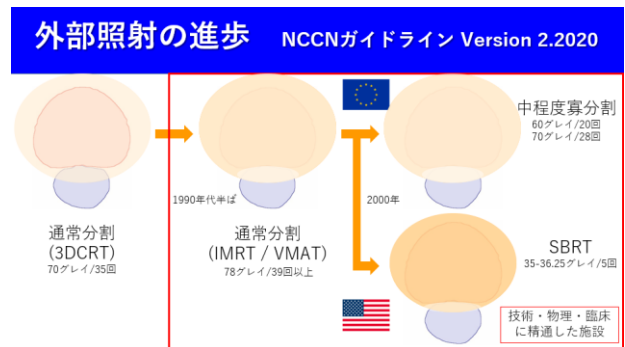 外部照射の進歩 NCCNガイドライン Version 2.2020
中程度寡分割
60グレイ/20回
70グレイ/28回
1990年代半ば
2000年
通常分割
(3DCRT)
70グレイ/35回
通常分割
(IMRT / VMAT)
78グレイ/39回以上
SBRT
35-36.25グレイ/5回
技術・物理・臨床
に精通した施設